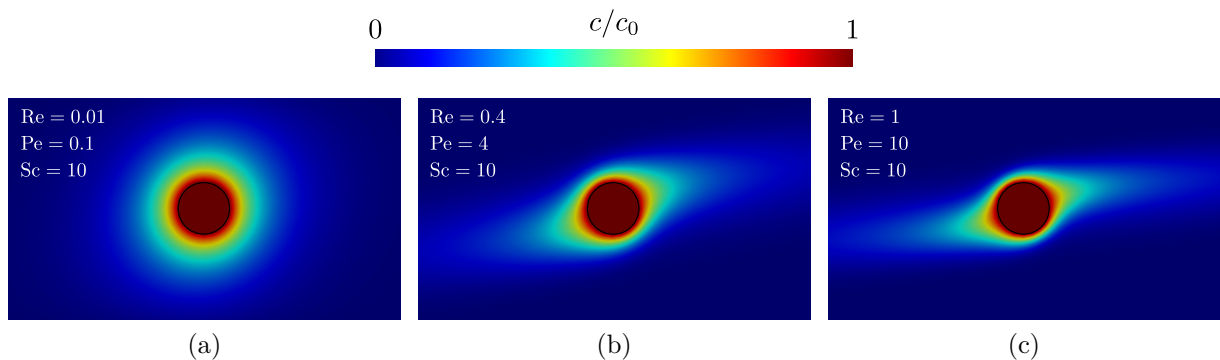 0 c/c₀ 1
Re = 0.01
Pe = 0.1
Sc = 10
Re = 0.4
Pe = 4
Sc = 10
Re = 1
Pe = 10
Sc = 10
(a) (b) (c)